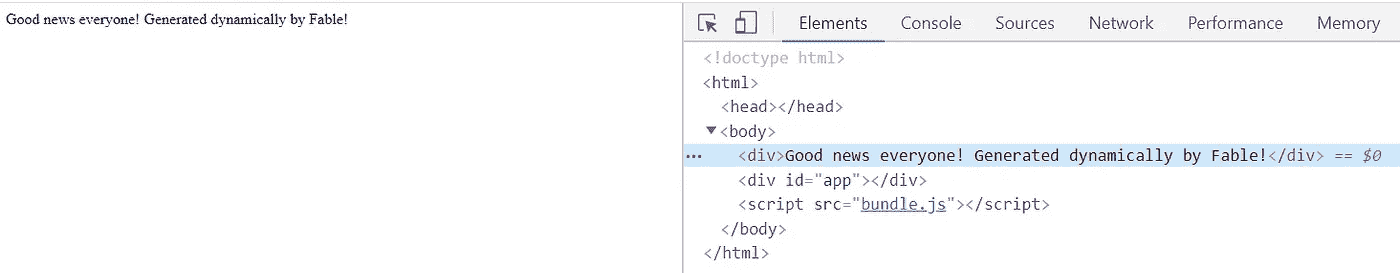 Good news everyone! Generated dynamically by Fable!
Elements Console Sources Network Performance Memory
<!doctype html>
<html>
<head></head>
<body>
<div>Good news everyone! Generated dynamically by Fable!</div> == $0
<div id="app"></div>
<script src="bundle.js"></script>
</body>
</html>